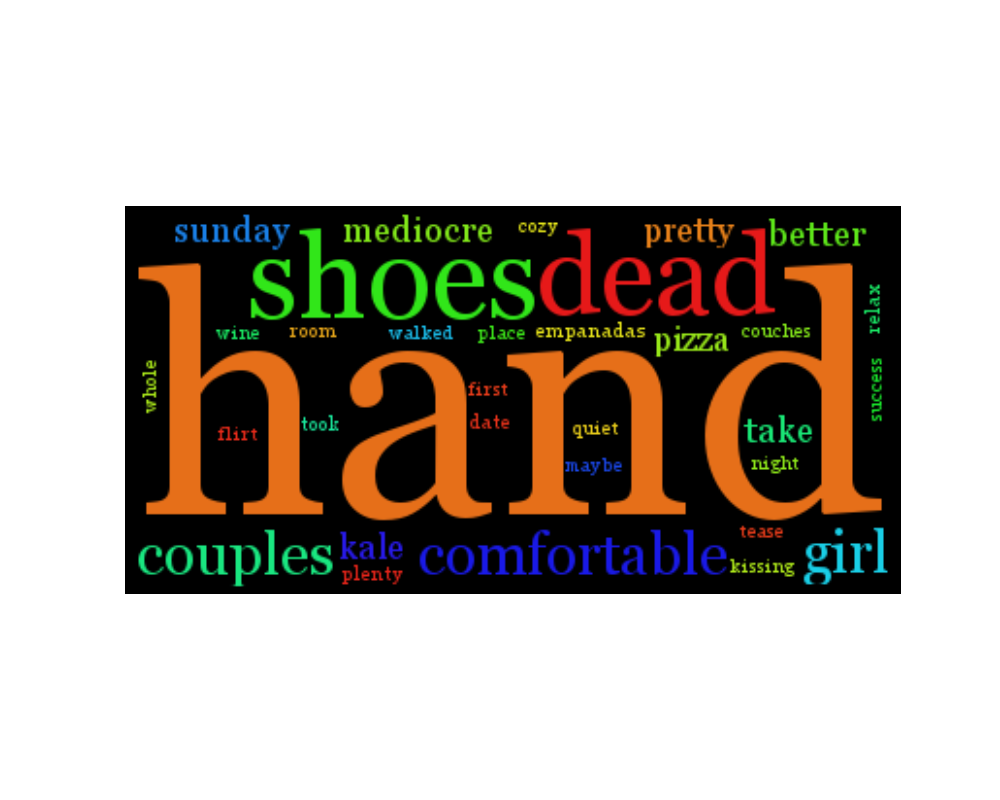 sunday mediocre cozy pretty better
shoes dead
relax
wine room walked place empanadas pizza couches
hand
whole
success
first
flirt took date quiet take
maybe night
tease
couples kale comfortable girl
plenty kissing